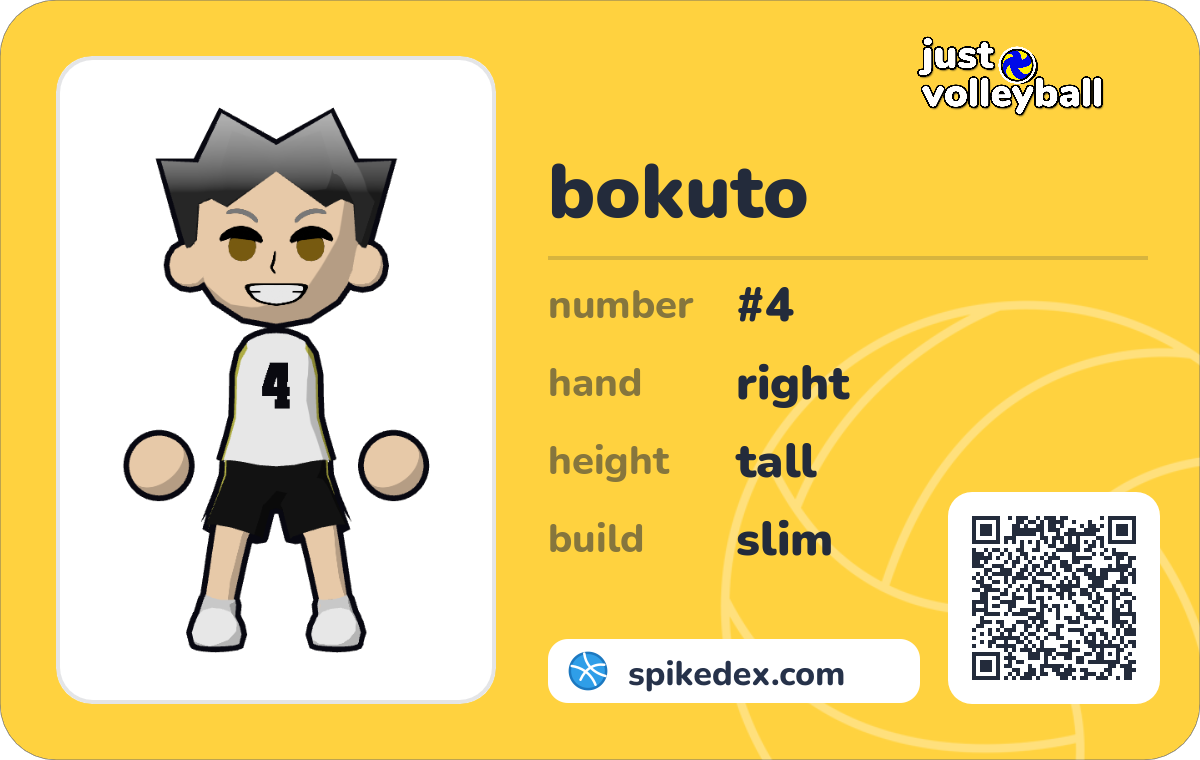 just
volleyball
bokuto
number #4
hand right
height tall
build slim
4
spikedex.com